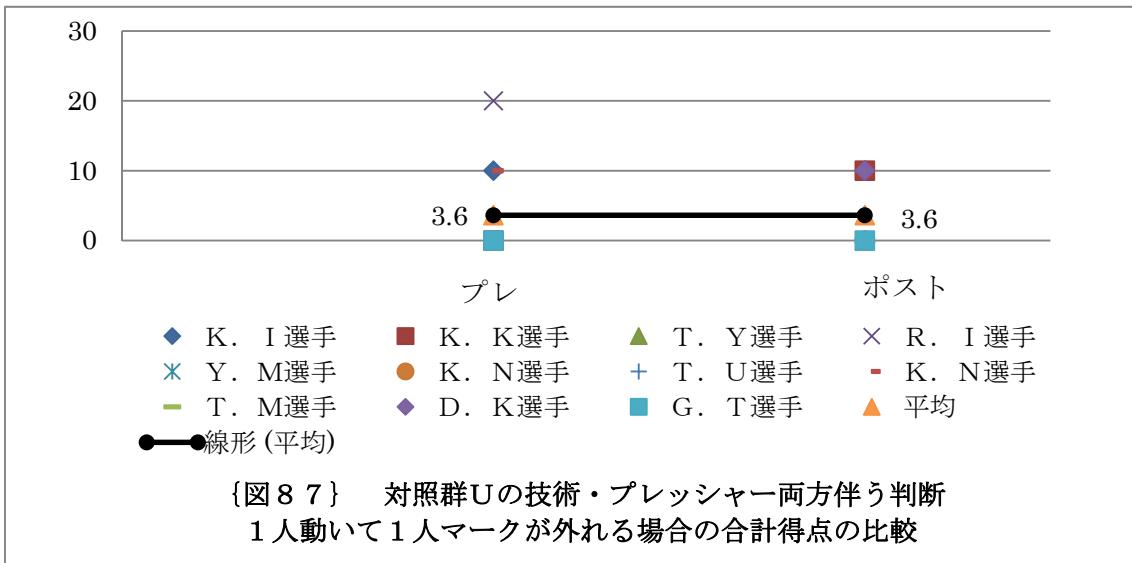 30
20
10
0
3.6
3.6
プレ
ポスト
K．I選手
K．K選手
T．Y選手
R．I選手
Y．M選手
K．N選手
T．U選手
K．N選手
T．M選手
D．K選手
G．T選手
平均
線形 (平均)
{図８７}　対照群Uの技術・プレッシャー両方伴う判断
１人動いて１人マークが外れる場合の合計得点の比較